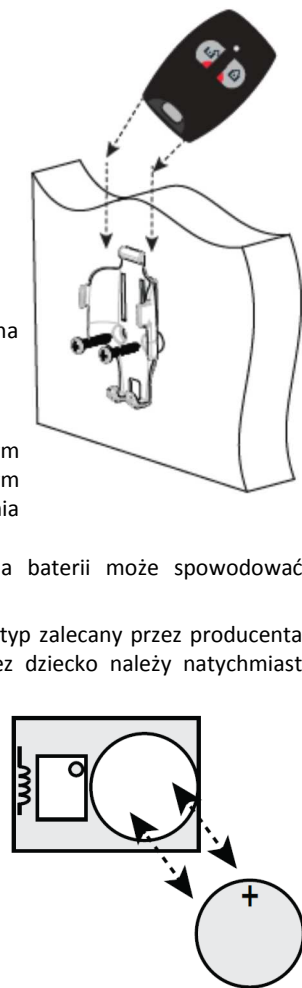 na
m
m
nia
a baterii może spowodować
typ zalecany przez producenta
ez dziecko należy natychmiast
+